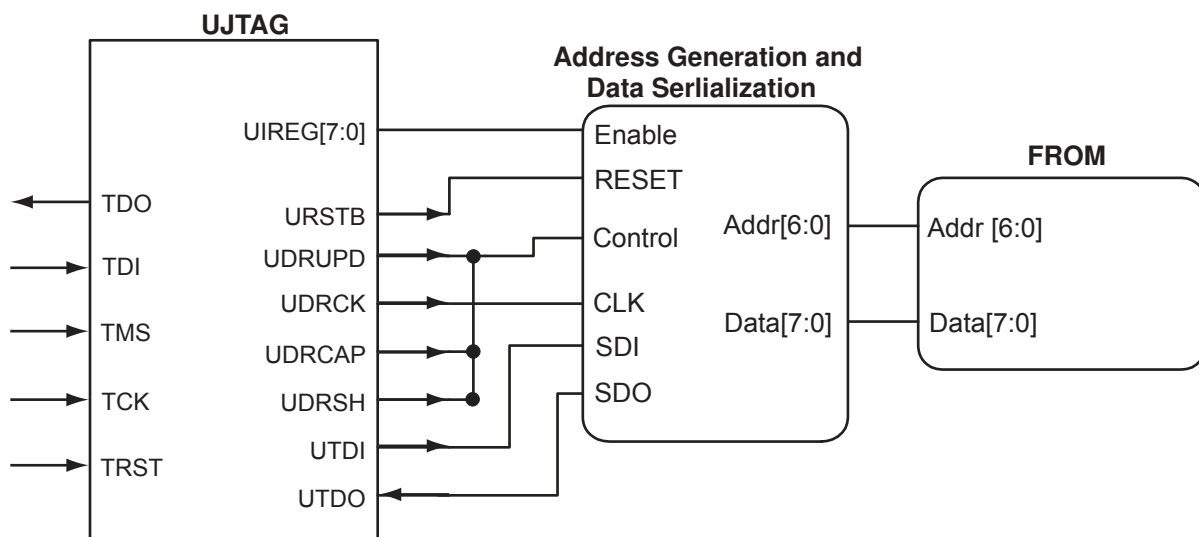 UJTAG
TDO
TDI
TMS
TCK
TRST
UIREG[7:0]
URSTB
UDRUPD
UDRCK
UDRCAP
UDRSH
UTDI
UTDO
Address Generation and
Data Serlialization
Enable
RESET
Control
CLK
SDI
SDO
Addr[6:0]
Data[7:0]
FROM
Addr [6:0]
Data[7:0]